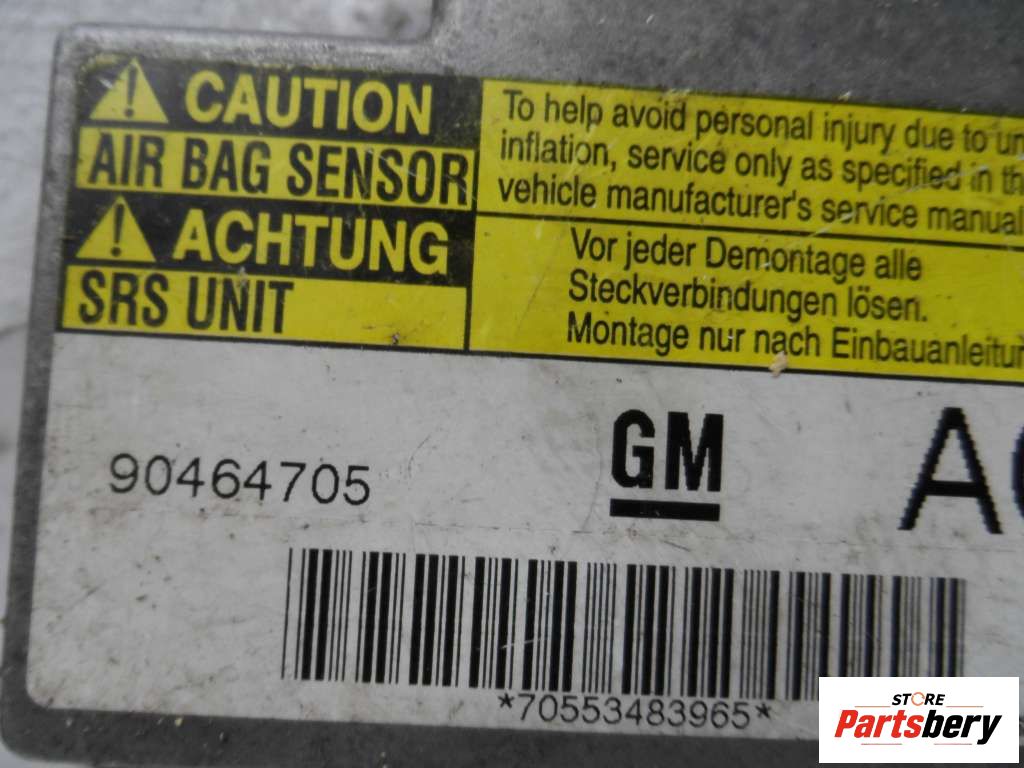 CAUTION
AIR BAG SENSOR
ACHTUNG
SRS UNIT
To help avoid personal injury due to
inflation, service only as specified in
vehicle manufacturer's service manual
Vor jeder Demontage alle
Steckverbindungen lösen.
Montage nur nach
90464705
GM
*70553483965*
STORE
Partsbery